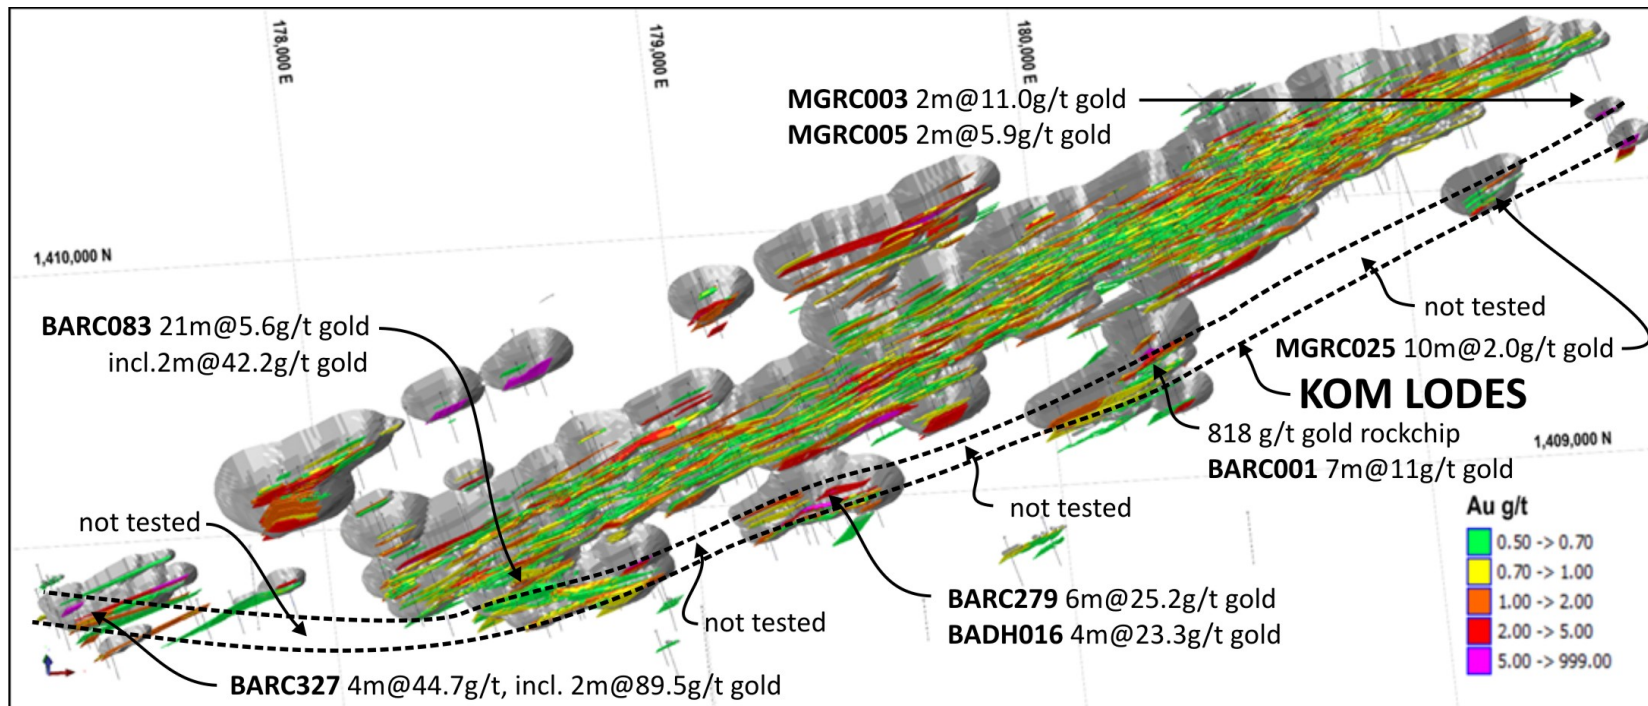 178,000 E
179,000 E
180,000 E
MGRC003 2m@11.0g/t gold
MGRC005 2m@5.9g/t gold
1,410,000 N
BARC083 21m@5.6g/t gold
incl.2m@42.2g/t gold
not tested
MGRC025 10m@2.0g/t gold
KOM LODES
818 g/t gold rockchip
BARC001 7m@11g/t gold
1,409,000 N
not tested
not tested
not tested
BARC279 6m@25.2g/t gold
BADH016 4m@23.3g/t gold
BARC327 4m@44.7g/t, incl. 2m@89.5g/t gold
Au g/t
0.50 -> 0.70
0.70 -> 1.00
1.00 -> 2.00
2.00 -> 5.00
5.00 -> 999.00